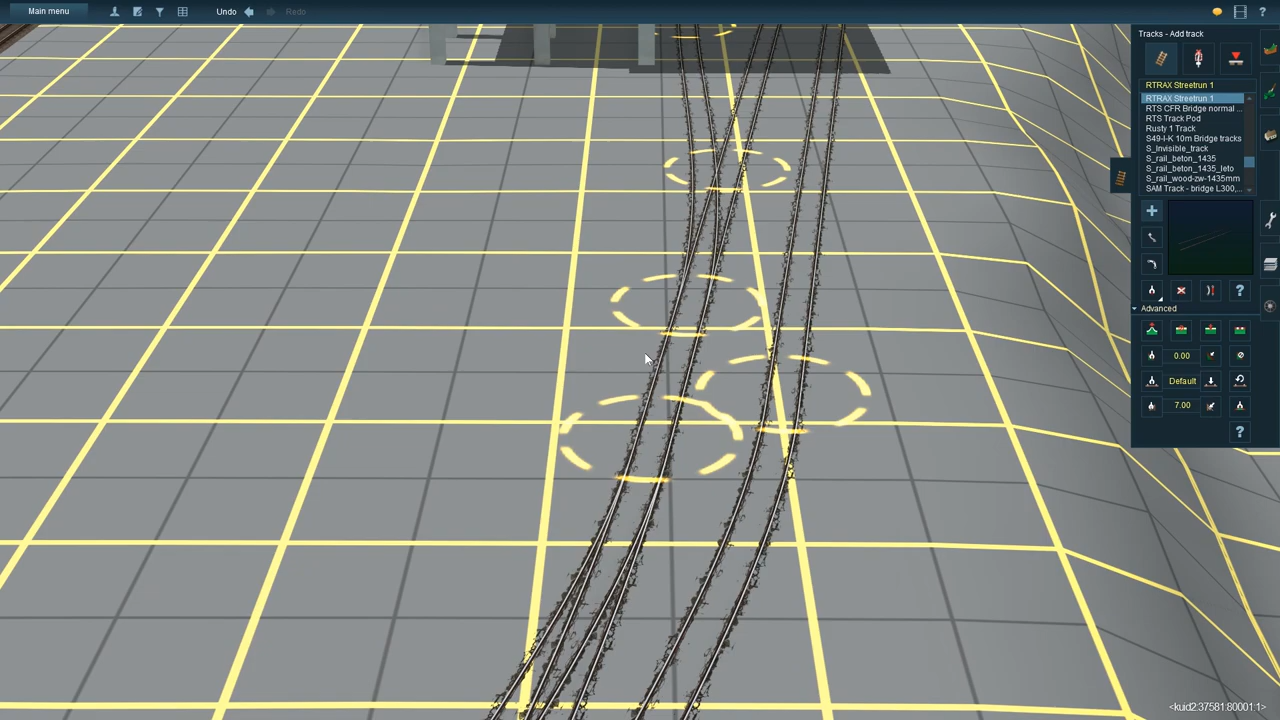 Main menu
Undo
Redo
?
Tracks - Add track
RTRAX Streetrun 1
RTRAX Streetrun 1
RTS CFR Bridge normal ...
RTS Track Pod
Rusty 1 Track
S49-I-K 10m Bridge tracks
S_Invisible_track
S_rail_beton_1435
S_rail_beton_1435_leto
S_rail_wood-zw-1435mm
SAM Track - bridge L300,...
?
Advanced
0.00
Default
7.00
?
<kuid2:37581:80001:1>